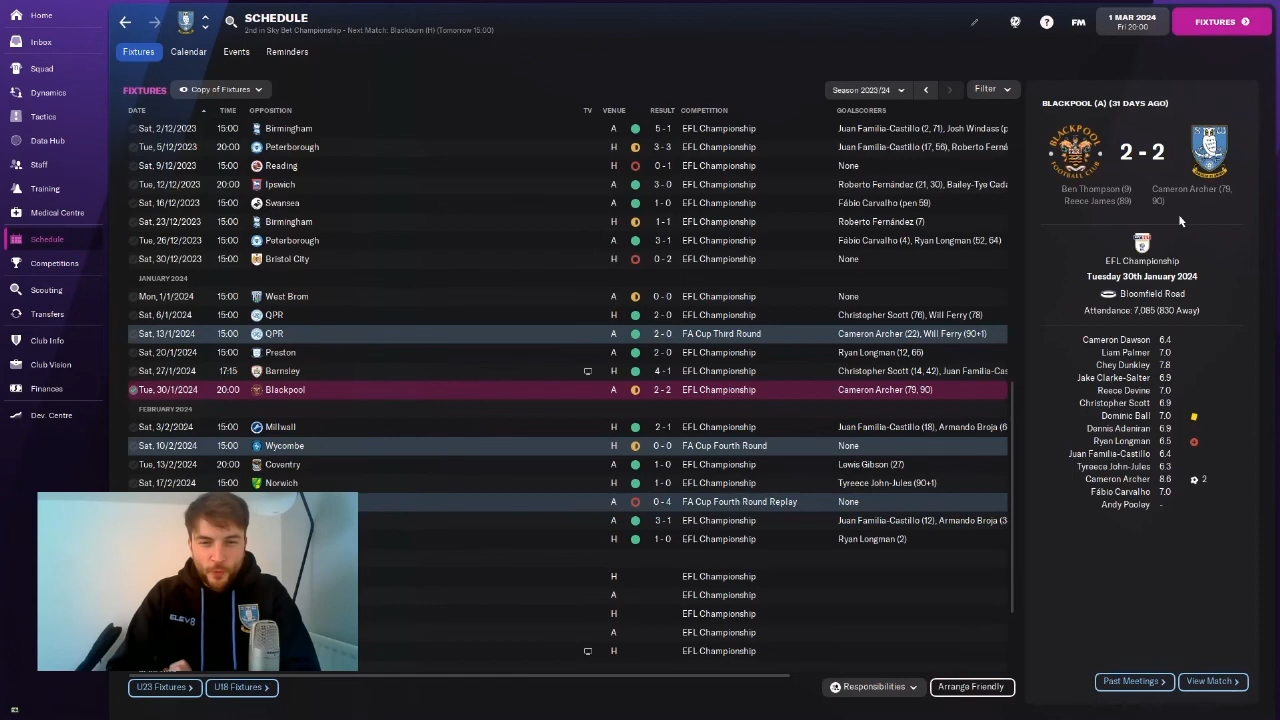 Home
Inbox
Squad
Dynamics
Tactics
Data Hub
Staff
Training
Medical Centre
Schedule
Competitions
Scouting
Transfers
Club Info
Club Vision
Finances
Dev. Centre
SCHEDULE
2nd in Sky Bet Championship - Next Match: Blackburn (H) (Tomorrow 15:00)
FM
1 MAR 2024
Fri 20:00
FIXTURES
Fixtures Calendar Events Reminders
FIXTURES Copy of Fixtures Season 2023/24 Filter
DATE TIME OPPOSITION TV VENUE RESULT COMPETITION GOALSCORERS
Sat, 2/12/2023 15:00 Birmingham A 5 - 1 EFL Championship Juan Familia-Castillo (2, 71), Josh Windass (p
Tue, 5/12/2023 20:00 Peterborough H 3 - 3 EFL Championship Juan Familia-Castillo (17, 56), Roberto Ferná
Sat, 9/12/2023 15:00 Reading H 0 - 1 EFL Championship None
Tue, 12/12/2023 20:00 Ipswich A 3 - 0 EFL Championship Roberto Fernández (21, 30), Bailey-Tye Cada
Sat, 16/12/2023 15:00 Swansea A 1 - 0 EFL Championship Fábio Carvalho (pen 59)
Sat, 23/12/2023 15:00 Birmingham H 1 - 1 EFL Championship Roberto Fernández (7)
Tue, 26/12/2023 15:00 Peterborough A 3 - 1 EFL Championship Fábio Carvalho (4), Ryan Longman (52, 64)
Sat, 30/12/2023 15:00 Bristol City H 0 - 2 EFL Championship None
JANUARY 2024
Mon, 1/1/2024 15:00 West Brom A 0 - 0 EFL Championship None
Sat, 6/1/2024 15:00 QPR H 2 - 0 EFL Championship Christopher Scott (76), Will Ferry (78)
Sat, 13/1/2024 15:00 QPR A 2 - 0 FA Cup Third Round Cameron Archer (22), Will Ferry (90+1)
Sat, 20/1/2024 15:00 Preston A 2 - 0 EFL Championship Ryan Longman (12, 66)
Sat, 27/1/2024 17:15 Barnsley H 4 - 1 EFL Championship Christopher Scott (14, 42), Juan Familia-Cas
Tue, 30/1/2024 20:00 Blackpool A 2 - 2 EFL Championship Cameron Archer (79, 90)
FEBRUARY 2024
Sat, 3/2/2024 15:00 Millwall H 2 - 1 EFL Championship Juan Familia-Castillo (18), Armando Broja (6
Sat, 10/2/2024 15:00 Wycombe H 0 - 0 FA Cup Fourth Round None
Tue, 13/2/2024 20:00 Coventry A 1 - 0 EFL Championship Lewis Gibson (27)
Sat, 17/2/2024 15:00 Norwich H 1 - 0 EFL Championship Tyreece John-Jules (90+1)
A 0 - 4 FA Cup Fourth Round Replay None
A 3 - 1 EFL Championship Juan Familia-Castillo (12), Armando Broja (3
H 1 - 0 EFL Championship Ryan Longman (2)
H EFL Championship
A EFL Championship
H EFL Championship
A EFL Championship
H EFL Championship
U23 Fixtures U18 Fixtures Responsibilities Arrange Friendly
BLACKPOOL (A) (31 DAYS AGO)
BLACKPOOL
FOOTBALL CLUB
2 - 2
Ben Thompson (9)
Reece James (89)
Cameron Archer (79,
90)
EFL Championship
Tuesday 30th January 2024
Bloomfield Road
Attendance: 7,085 (830 Away)
Cameron Dawson 6.4
Liam Palmer 7.0
Chey Dunkley 7.8
Jake Clarke-Salter 6.9
Reece Devine 7.0
Christopher Scott 6.9
Dominic Ball 7.0
Dennis Adeniran 6.9
Ryan Longman 6.5
Juan Familia-Castillo 6.4
Tyreece John-Jules 6.3
Cameron Archer 8.6 2
Fábio Carvalho 7.0
Andy Pooley -
Past Meetings View Match
ELEV8